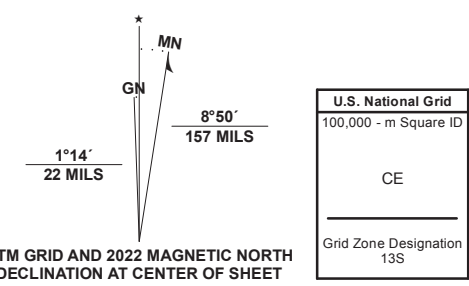 ★
MN
GN
8°50´
157 MILS
1°14´
22 MILS
TM GRID AND 2022 MAGNETIC NORTH
DECLINATION AT CENTER OF SHEET
U.S. National Grid
100,000 - m Square ID
CE
Grid Zone Designation
13S